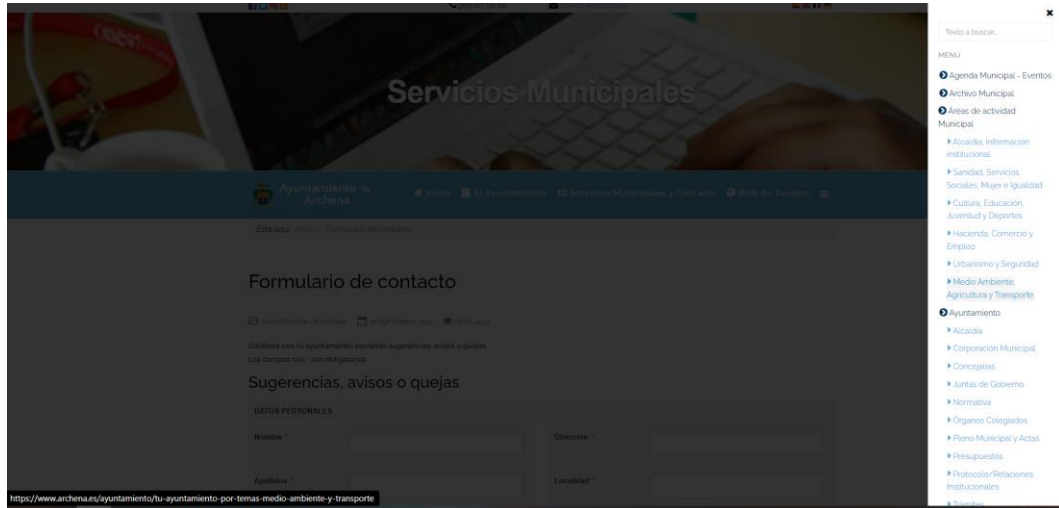 Servicios Municipales
Ayuntamiento de
Archena
Inicio El Ayuntamiento Servicios Municipales y Contacto Web de Turismo
Está aquí: Inicio Formulario de contacto
Formulario de contacto
PARTICIPACIÓN CIUDADANA
Colabora con tu ayuntamiento enviando sugerencias, avisos o quejas.
Los campos con * son obligatorios.
Sugerencias, avisos o quejas
DATOS PERSONALES
Nombre *
Dirección *
Apellidos *
Localidad *
https://www.archena.es/ayuntamiento/tu-ayuntamiento-por-temas-medio-ambiente-y-transporte
Texto a buscar...
MENÚ
Agenda Municipal - Eventos
Archivo Municipal
Áreas de actividad
Municipal
Alcaldía, Información
institucional
Sanidad, Servicios
Sociales, Mujer e Igualdad
Cultura, Educación,
Juventud y Deportes
Hacienda, Comercio y
Empleo
Urbanismo y Seguridad
Medio Ambiente,
Agricultura y Transporte
Ayuntamiento
Alcaldía
Corporación Municipal
Concejalías
Juntas de Gobierno
Normativa
Órganos Colegiados
Pleno Municipal y Actas
Presupuestos
Protocolo/Relaciones
Institucionales
Trámites